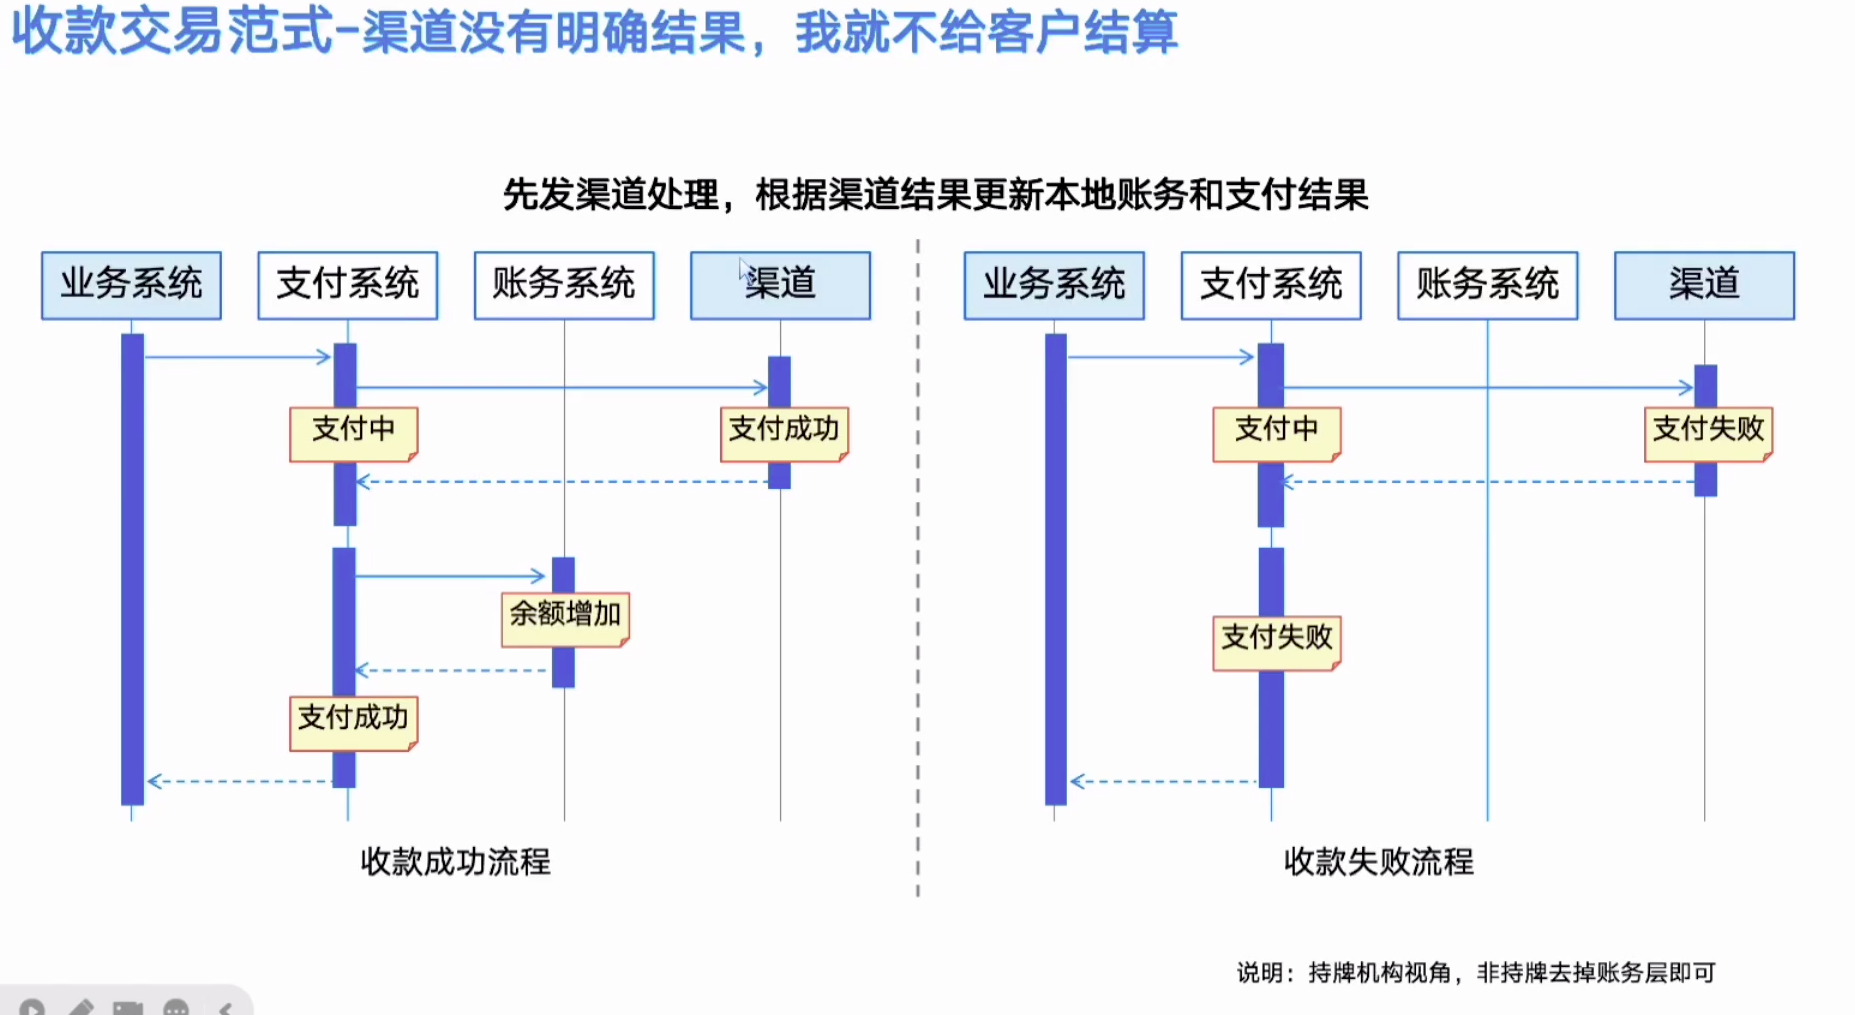 收款交易范式-渠道没有明确结果，我就不给客户结算
先发渠道处理，根据渠道结果更新本地账务和支付结果
业务系统
支付系统
账务系统
渠道
支付中
支付成功
余额增加
支付成功
收款成功流程
业务系统
支付系统
账务系统
渠道
支付中
支付失败
支付失败
收款失败流程
说明：持牌机构视角，非持牌去掉账务层即可